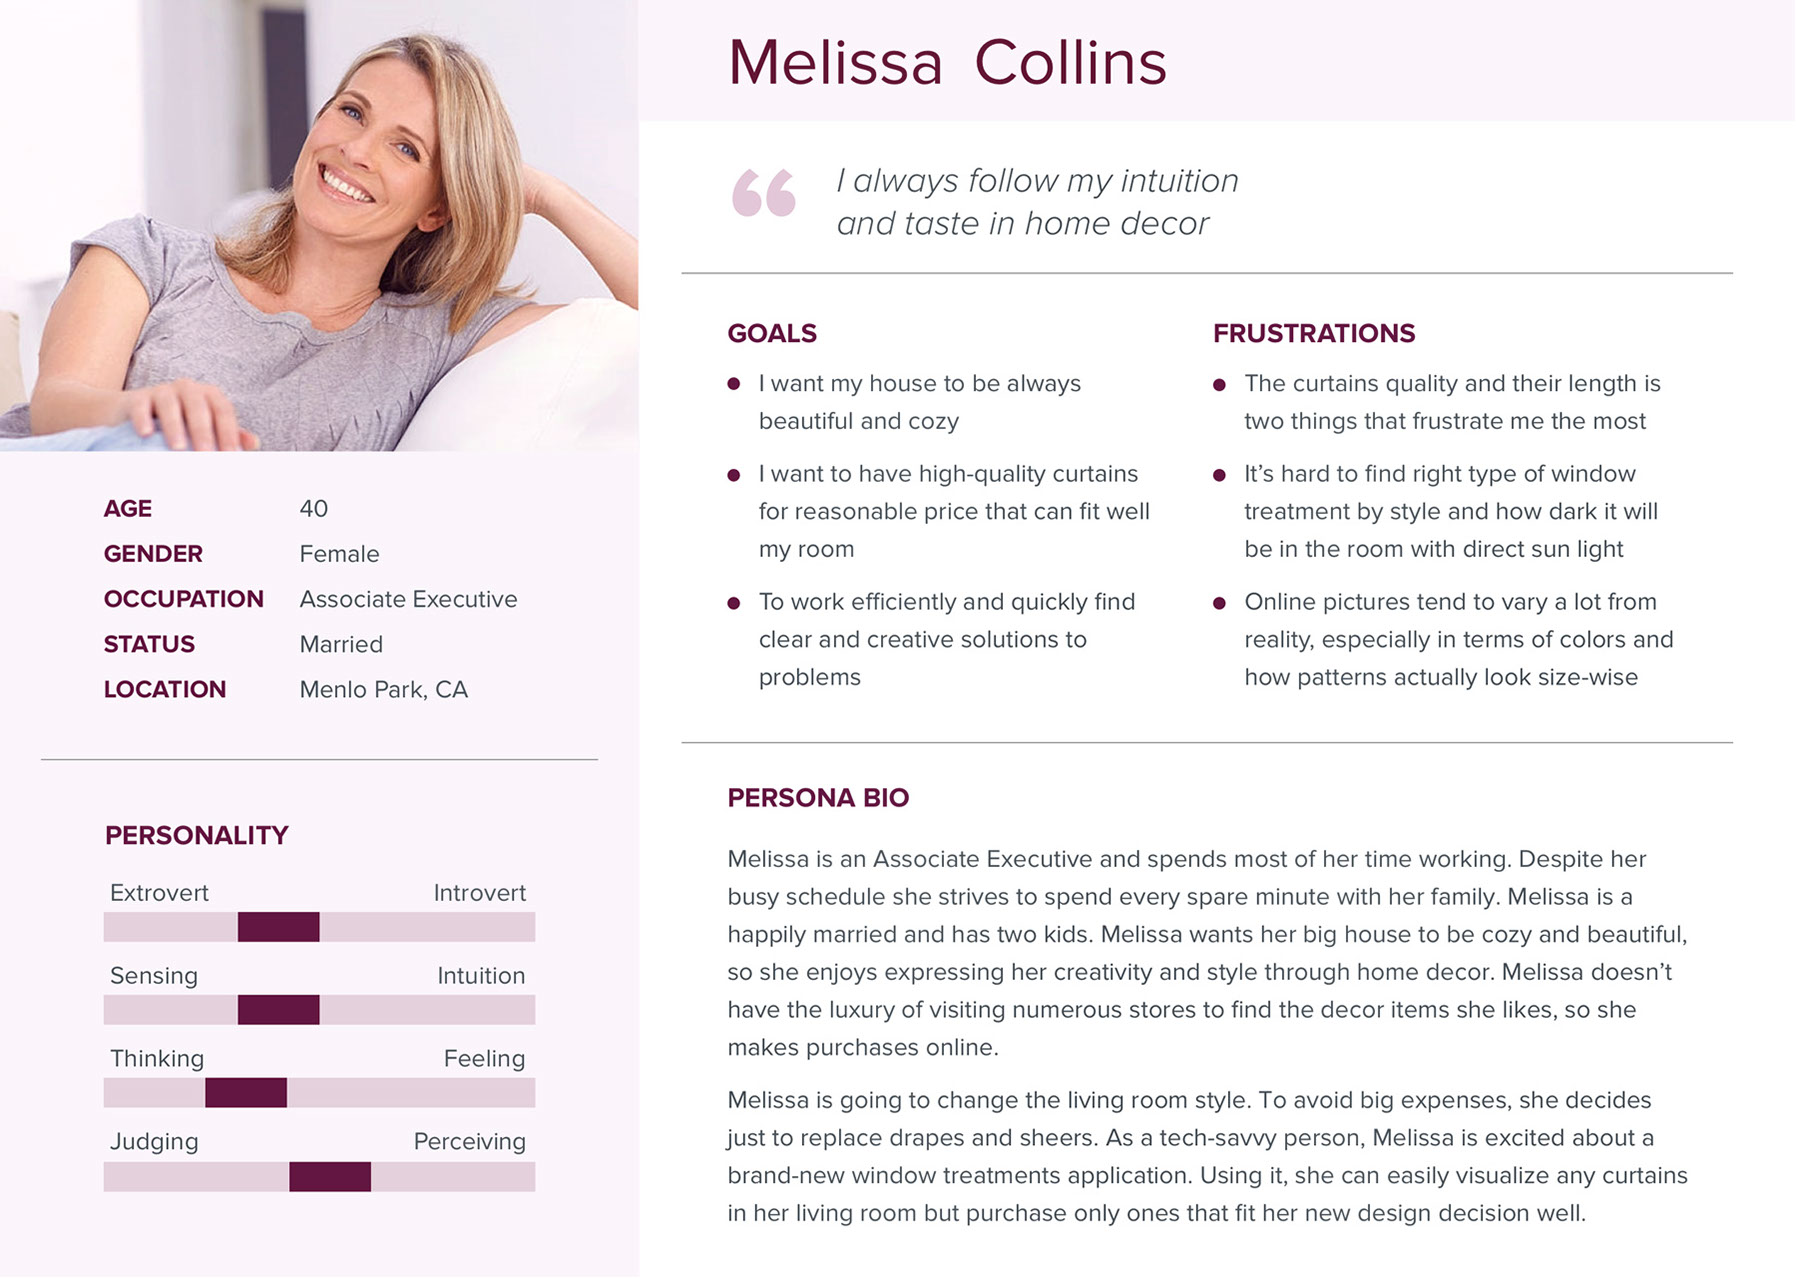 Melissa Collins
“
I always follow my intuition
and taste in home decor
GOALS
I want my house to be always
beautiful and cozy
I want to have high-quality curtains
for reasonable price that can fit well
my room
To work efficiently and quickly find
clear and creative solutions to
problems
FRUSTRATIONS
The curtains quality and their length is
two things that frustrate me the most
It’s hard to find right type of window
treatment by style and how dark it will
be in the room with direct sun light
Online pictures tend to vary a lot from
reality, especially in terms of colors and
how patterns actually look size-wise
AGE 40
GENDER Female
OCCUPATION Associate Executive
STATUS Married
LOCATION Menlo Park, CA
PERSONALITY
Extrovert Introvert
Sensing Intuition
Thinking Feeling
Judging Perceiving
PERSONA BIO
Melissa is an Associate Executive and spends most of her time working. Despite her
busy schedule she strives to spend every spare minute with her family. Melissa is a
happily married and has two kids. Melissa wants her big house to be cozy and beautiful,
so she enjoys expressing her creativity and style through home decor. Melissa doesn’t
have the luxury of visiting numerous stores to find the decor items she likes, so she
makes purchases online.
Melissa is going to change the living room style. To avoid big expenses, she decides
just to replace drapes and sheers. As a tech-savvy person, Melissa is excited about a
brand-new window treatments application. Using it, she can easily visualize any curtains
in her living room but purchase only ones that fit her new design decision well.